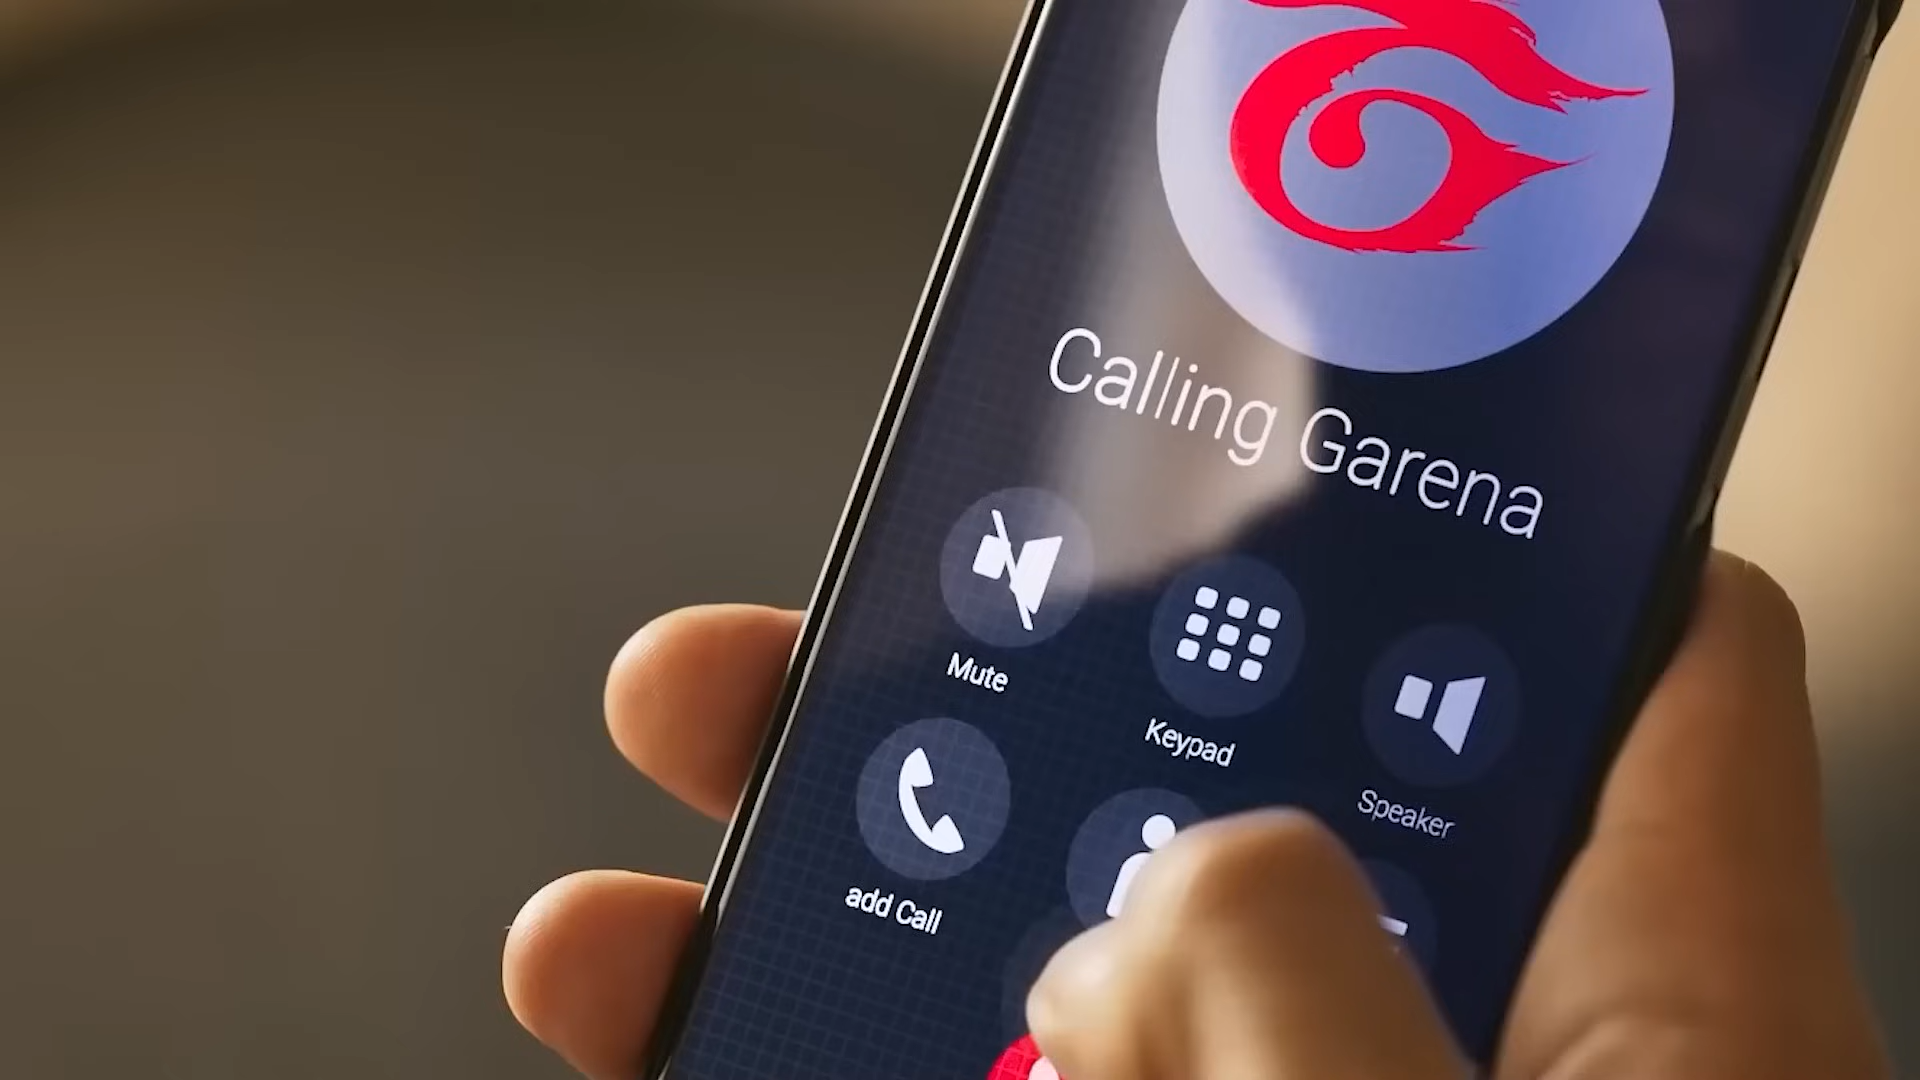 Calling Garena
Mute
Keypad
Speaker
add Call